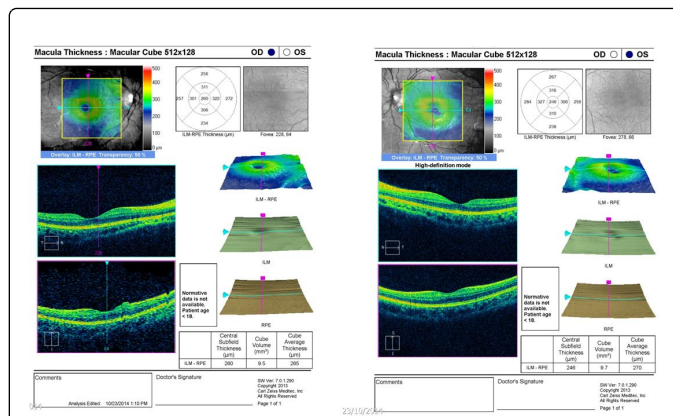 Macula Thickness : Macular Cube 512x128
OD OS
500
400
300
200
100
0 µm
Overlay: ILM - RPE Transparency: 50 %
256
311
257 301 260 320 272
306
234
ILM-RPE Thickness (µm)
Fovea: 228, 64
ILM - RPE
ILM
RPE
Normative
data is not
available.
Patient age
< 18.
Central
Subfield
Thickness
(µm)
Cube
Volume
(mm³)
Cube
Average
Thickness
(µm)
ILM - RPE 260 9.5 265
Comments
Doctor's Signature
Analysis Edited: 10/23/2014 1:10 PM
SW Ver: 7.0.1.290
Copyright 2013
Carl Zeiss Meditec, Inc
All Rights Reserved
Page 1 of 1
Macula Thickness : Macular Cube 512x128
OD OS
500
400
300
200
100
0 µm
Overlay: ILM - RPE Transparency: 50 %
High-definition mode
267
316
327 246
310
ILM-RPE Thickness (µm)
Fovea: 278, 66
ILM - RPE
ILM
RPE
Normative
data is not
available.
Patient age
< 18.
Central
Subfield
Thickness
(µm)
Cube
Volume
(mm³)
Cube
Average
Thickness
(µm)
ILM - RPE 246 9.7 270
Comments
Doctor's Signature
SW Ver: 7.0.1.290
Copyright 2013
Carl Zeiss Meditec, Inc
All Rights Reserved
Page 1 of 1